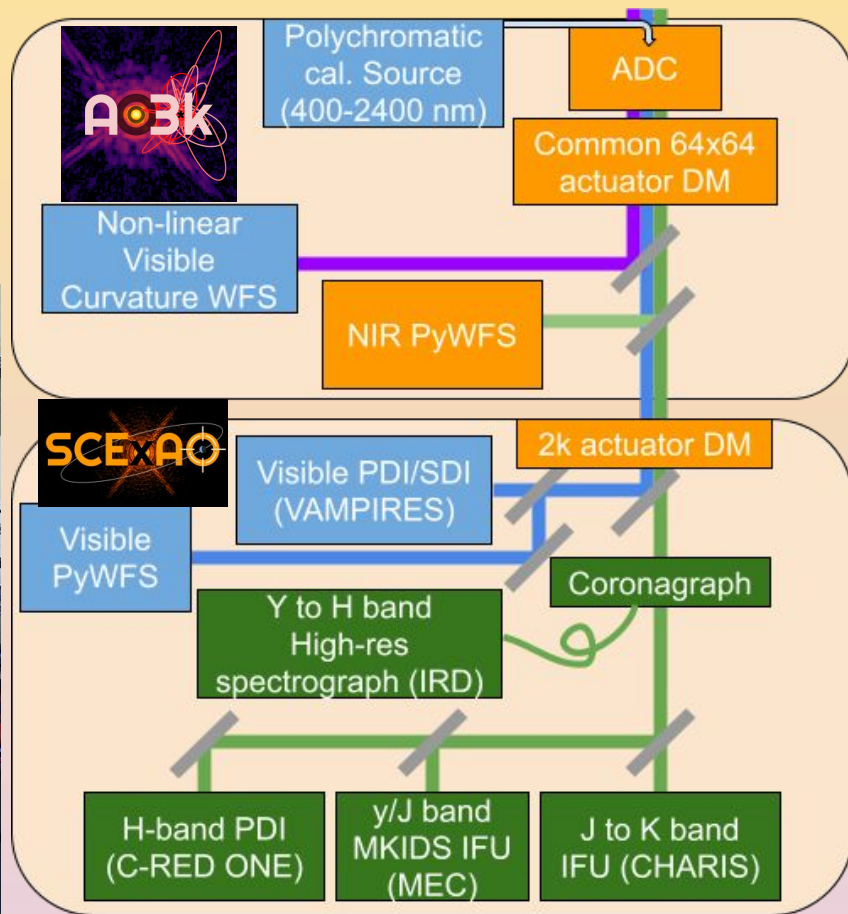 Polychromatic
cal. Source
(400-2400 nm)
ADC
AO3k
Common 64x64
actuator DM
Non-linear
Visible
Curvature WFS
NIR PyWFS
SCExAO
2k actuator DM
Visible PDI/SDI
(VAMPIRES)
Visible
PyWFS
Coronagraph
Y to H band
High-res
spectrograph (IRD)
H-band PDI
(C-RED ONE)
y/J band
MKIDS IFU
(MEC)
J to K band
IFU (CHARIS)